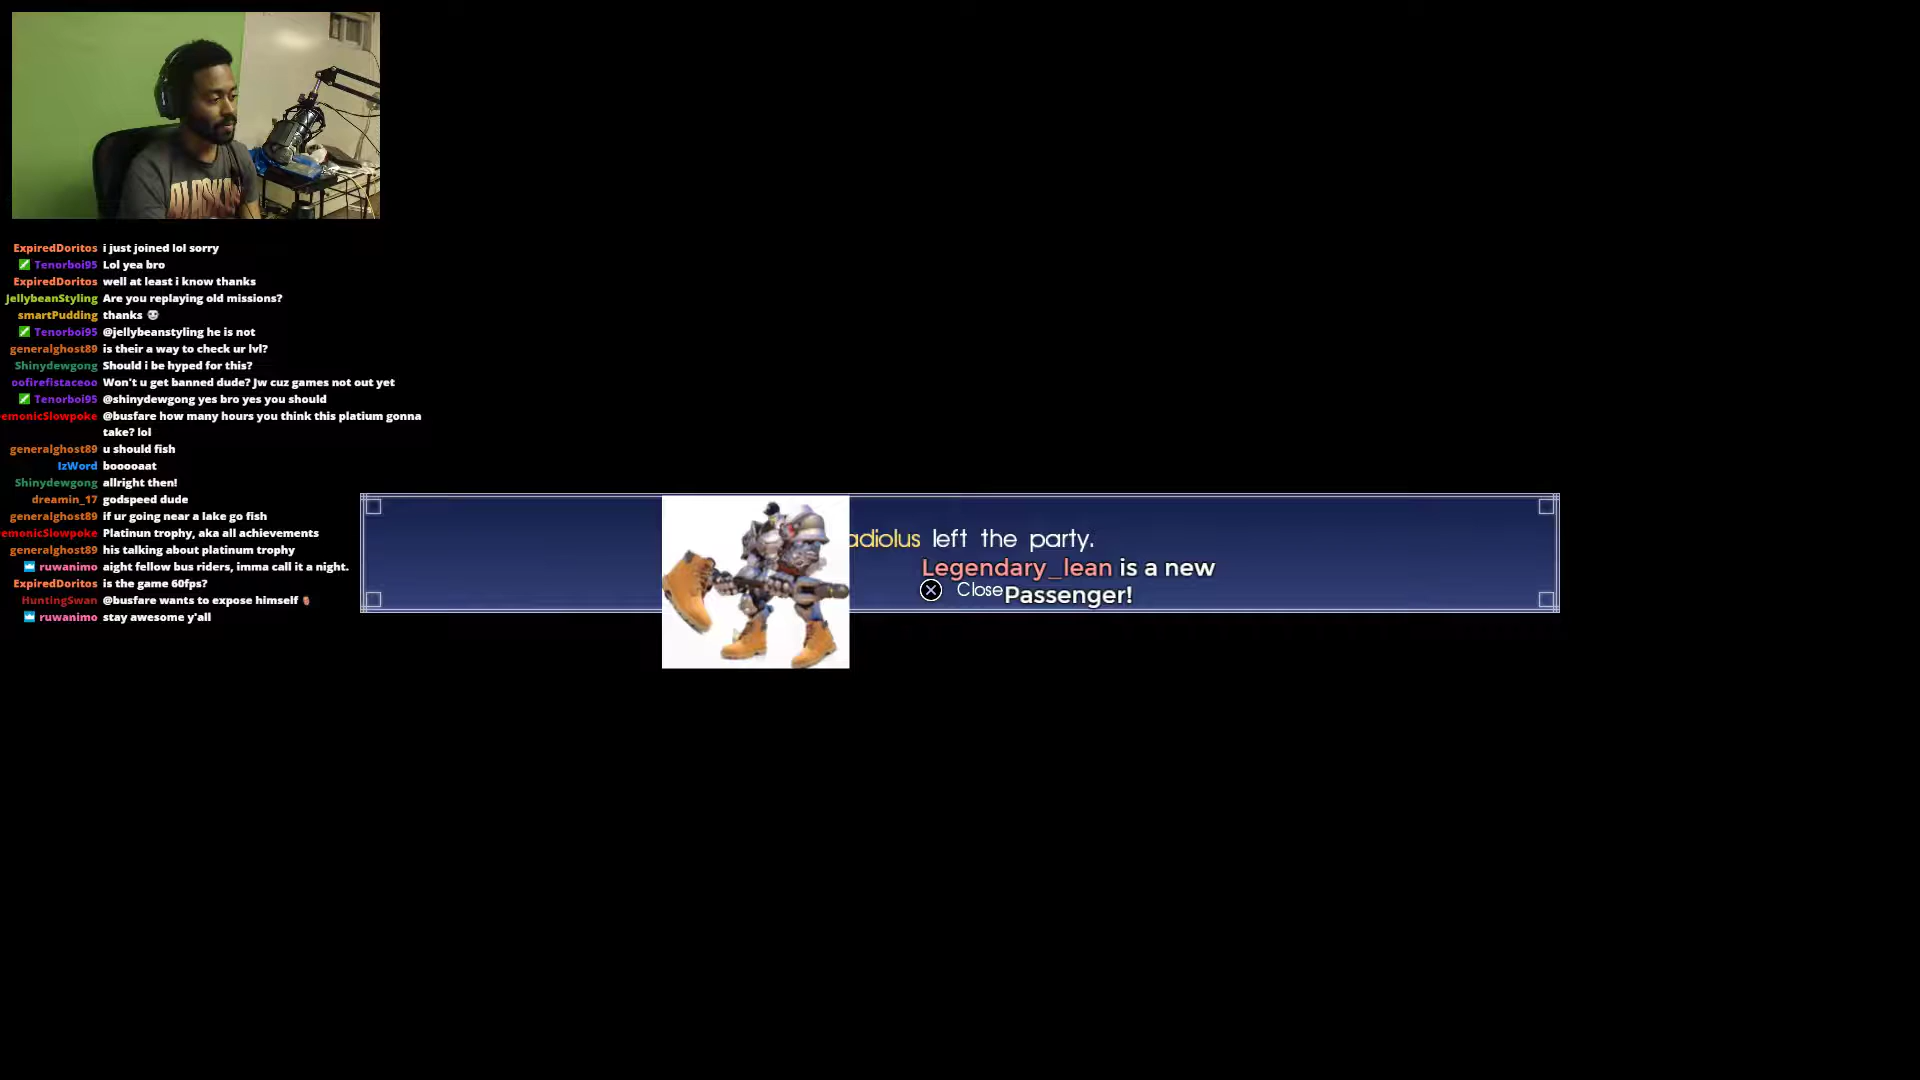 ALASKA
ExpiredDoritos i just joined lol sorry
Tenorboi95 Lol yea bro
ExpiredDoritos well at least i know thanks
JellybeanStyling Are you replaying old missions?
smartPudding thanks
Tenorboi95 @jellybeanstyling he is not
generalghost89 is their a way to check ur lvl?
Shinydewgong Should i be hyped for this?
oofirefistaceoo Won't u get banned dude? Jw cuz games not out yet
Tenorboi95 @shinydewgong yes bro yes you should
emonicSlowpoke @busfare how many hours you think this platium gonna
take? lol
generalghost89 u should fish
IzWord booooaat
Shinydewgong allright then!
dreamin_17 godspeed dude
generalghost89 if ur going near a lake go fish
emonicSlowpoke Platinun trophy, aka all achievements
generalghost89 his talking about platinum trophy
ruwanimo aight fellow bus riders, imma call it a night.
ExpiredDoritos is the game 60fps?
HuntingSwan @busfare wants to expose himself
ruwanimo stay awesome y'all
adiolus left the party.
Legendary_lean is a new
Close
Passenger!